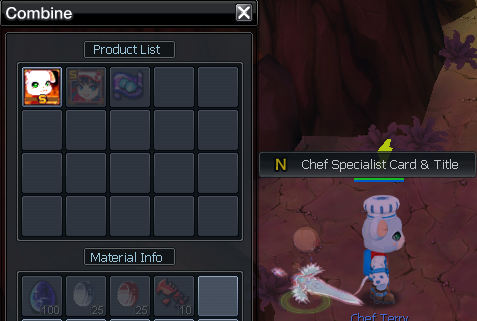 Combine
Product List
S
S
N Chef Specialist Card & Title
Material Info
100
25
25
10
Chef Terry